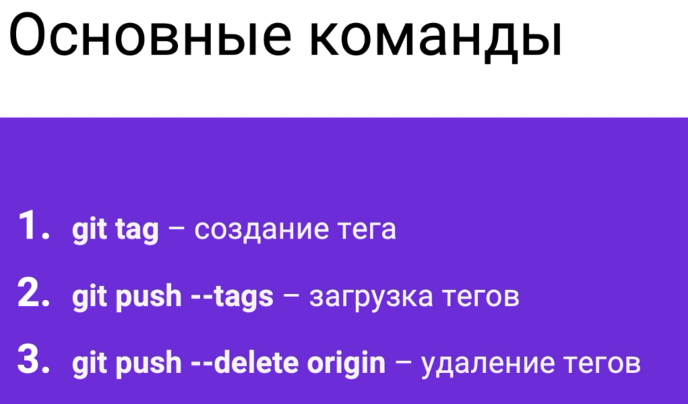 Основные команды
1. git tag – создание тега
2. git push --tags – загрузка тегов
3. git push --delete origin – удаление тегов